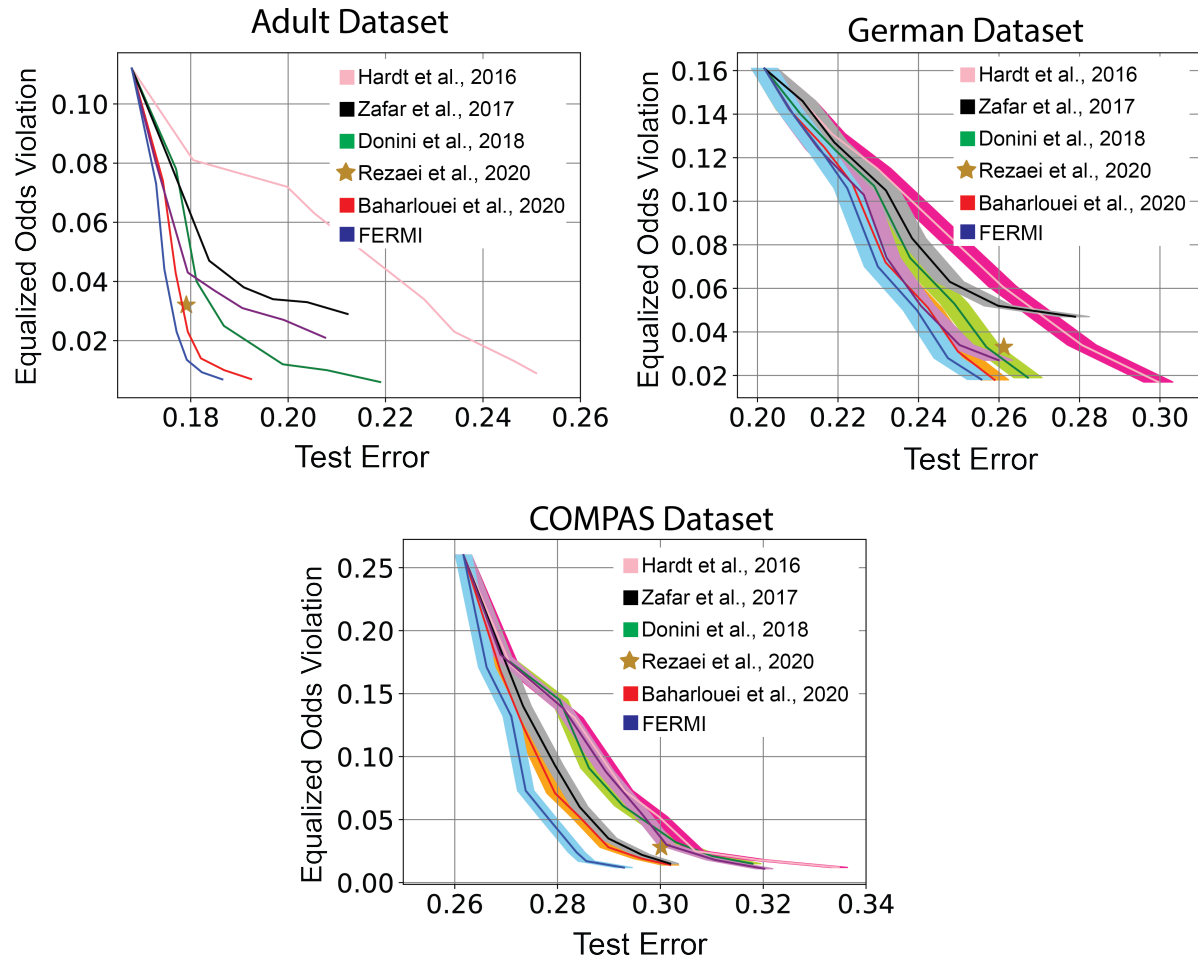 Adult Dataset
Equalized Odds Violation
0.10
0.08
0.06
0.04
0.02
Hardt et al., 2016
Zafar et al., 2017
Donini et al., 2018
Rezaei et al., 2020
Baharlouei et al., 2020
FERMI
0.18 0.20 0.22 0.24 0.26
Test Error
German Dataset
Equalized Odds Violation
0.16
0.14
0.12
0.10
0.08
0.06
0.04
0.02
Hardt et al., 2016
Zafar et al., 2017
Donini et al., 2018
Rezaei et al., 2020
Baharlouei et al., 2020
FERMI
0.20 0.22 0.24 0.26 0.28 0.30
Test Error
COMPAS Dataset
Equalized Odds Violation
0.25
0.20
0.15
0.10
0.05
0.00
Hardt et al., 2016
Zafar et al., 2017
Donini et al., 2018
Rezaei et al., 2020
Baharlouei et al., 2020
FERMI
0.26 0.28 0.30 0.32 0.34
Test Error